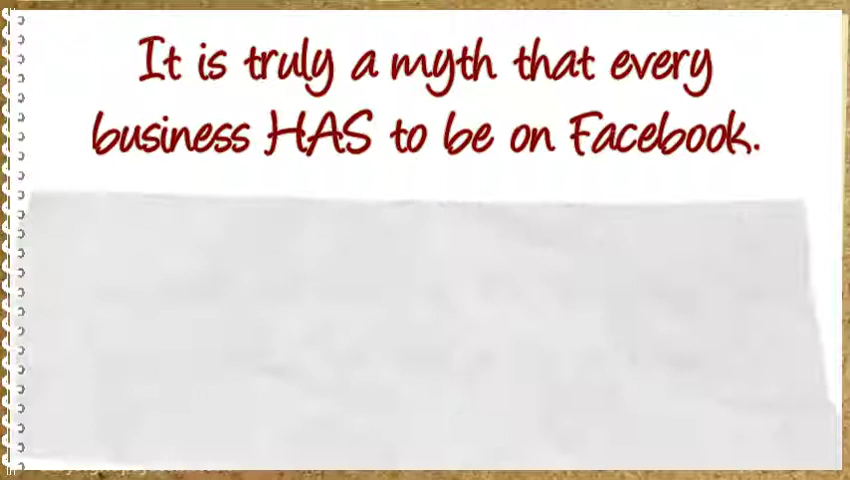 It is truly a myth that every
business HAS to be on Facebook.